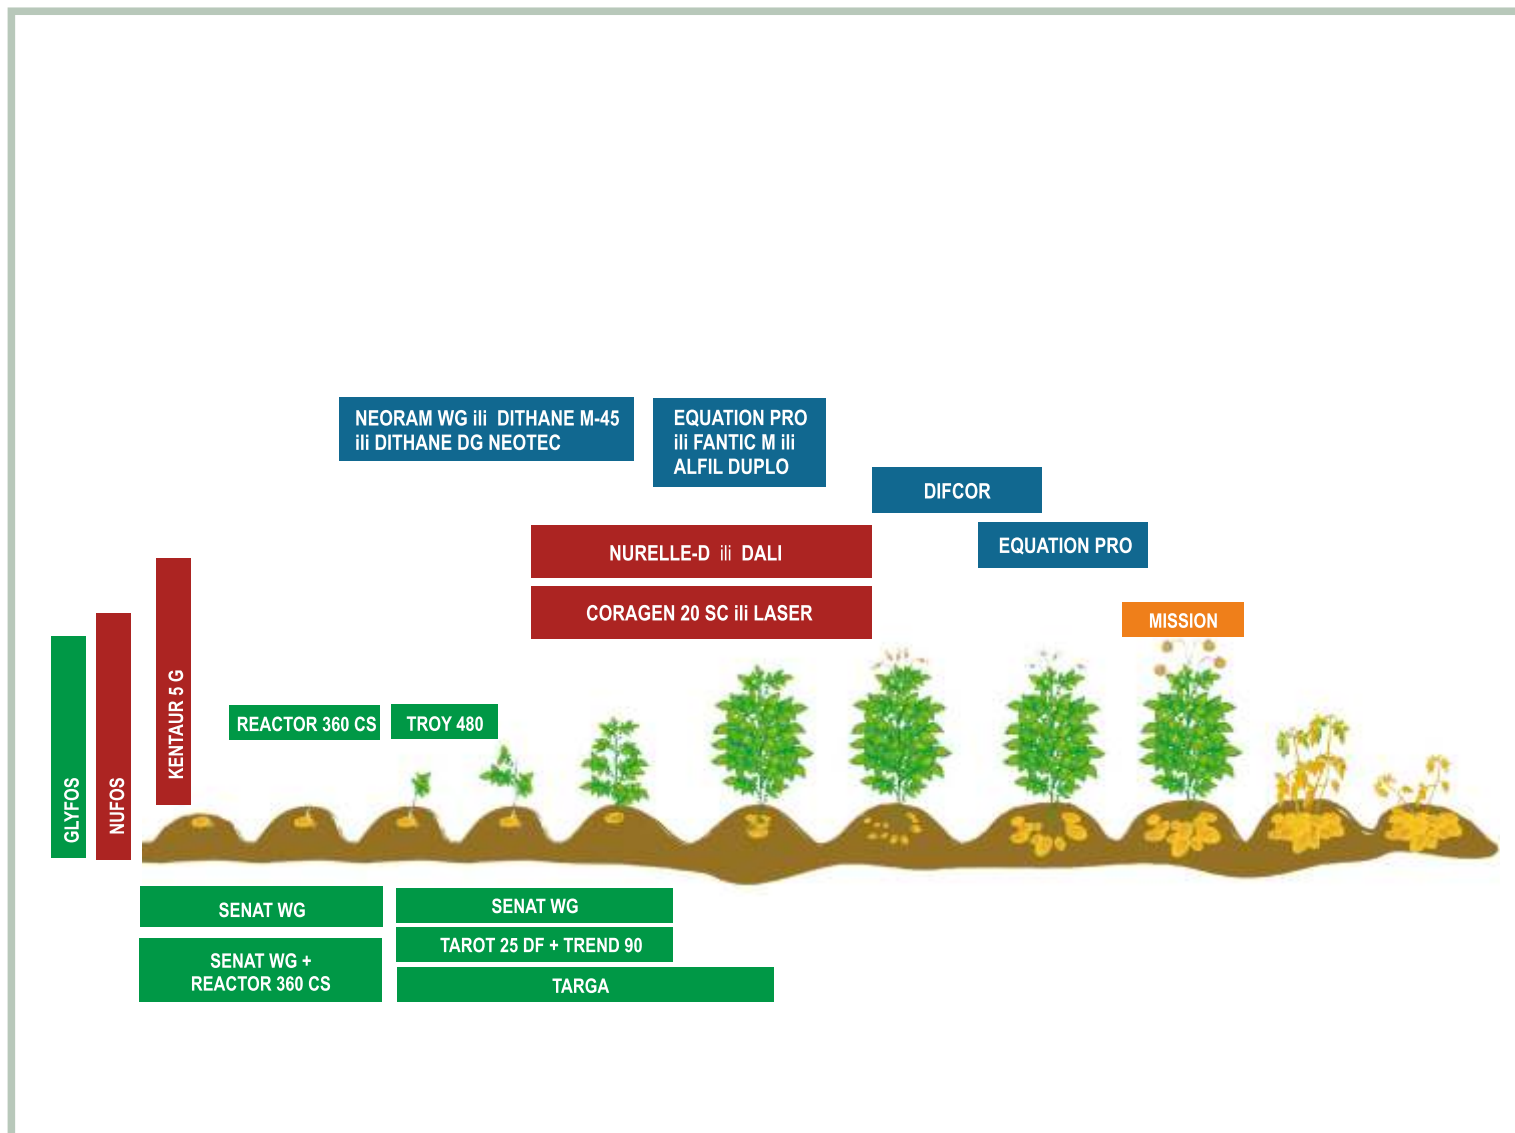 NEORAM WG ili DITHANE M-45
ili DITHANE DG NEOTEC
EQUATION PRO
ili FANTIC M ili
ALFIL DUPLO
DIFCOR
EQUATION PRO
NURELLE-D ili DALI
CORAGEN 20 SC ili LASER
MISSION
GLYFOS
NUFOS
KENTAUR 5 G
REACTOR 360 CS
TROY 480
SENAT WG
SENAT WG +
REACTOR 360 CS
SENAT WG
TAROT 25 DF + TREND 90
TARGA